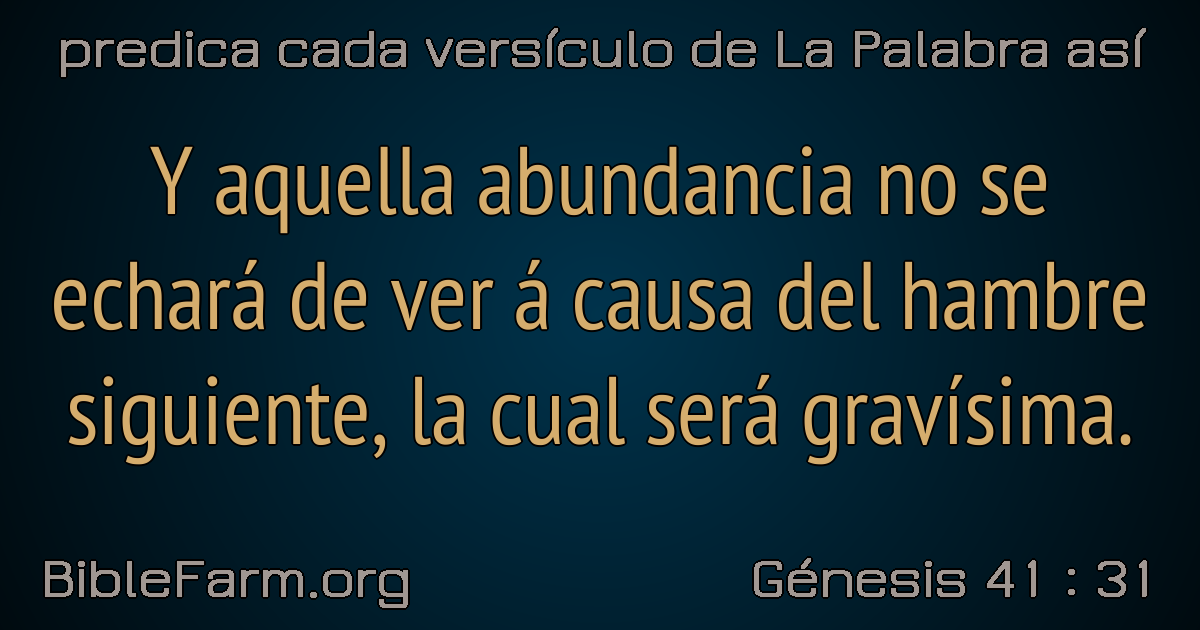 predica cada versículo de La Palabra así
Y aquella abundancia no se
echará de ver á causa del hambre
siguiente, la cual será gravísima.
BibleFarm.org
Génesis 41 : 31